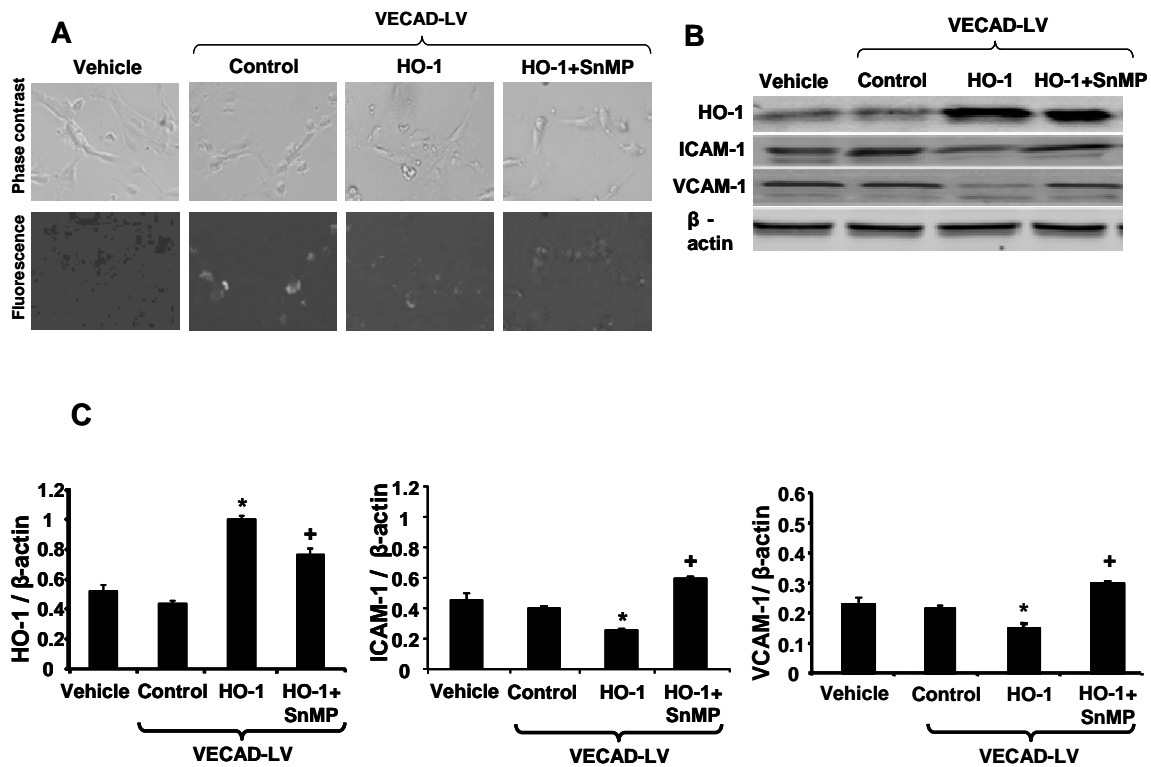 A
VECAD-LV
Vehicle Control HO-1 HO-1+SnMP
Phase contrast
Fluorescence
B
VECAD-LV
Vehicle Control HO-1 HO-1+SnMP
HO-1
ICAM-1
VCAM-1
β -
actin
C
HO-1 / β-actin
1.2
1
0.8
0.6
0.4
0.2
0
Vehicle Control HO-1 HO-1+
SnMP
VECAD-LV
*
+
ICAM-1 / β-actin
1.2
1
0.8
0.6
0.4
0.2
0
Vehicle Control HO-1 HO-1+
SnMP
VECAD-LV
*
+
VCAM-1/ β-actin
0.6
0.5
0.4
0.3
0.2
0.1
0
Vehicle Control HO-1 HO-1+
SnMP
VECAD-LV
*
+